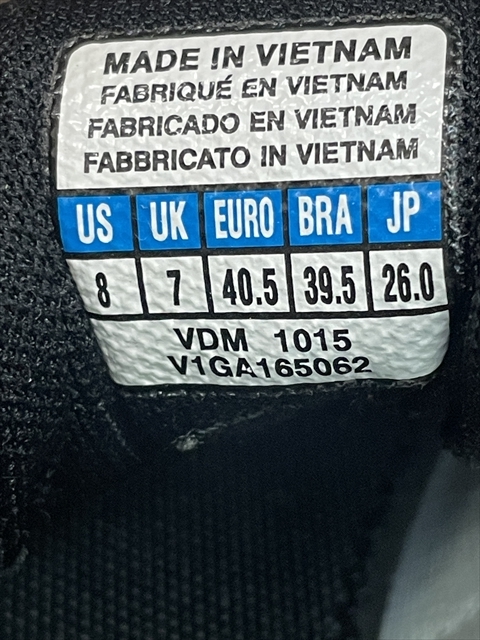 MADE IN VIETNAM
FABRIQUÉ EN VIETNAM
FABRICADO EN VIETNAM
FABBRICATO IN VIETNAM
US UK EURO BRA JP
8 7 40.5 39.5 26.0
VDM 1015
V1GA165062